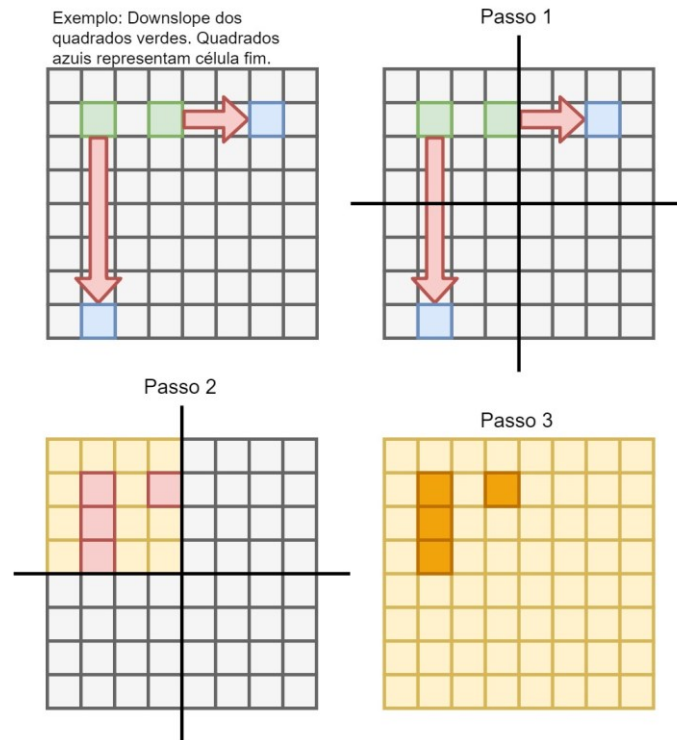 Exemplo: Downslope dos
quadrados verdes. Quadrados
azuis representam célula fim.
Passo 1
Passo 2
Passo 3